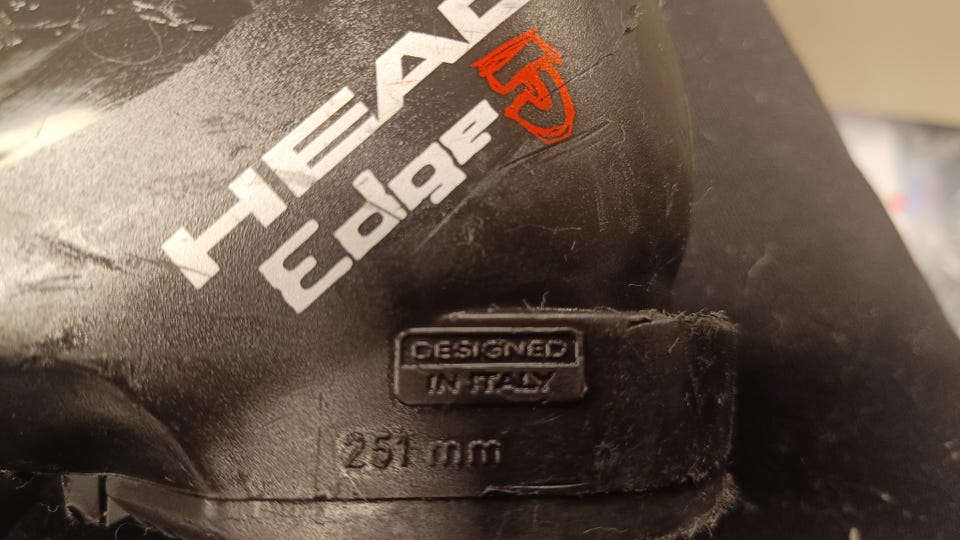 HEAD
Edge
DESIGNED
IN ITALY
251 mm